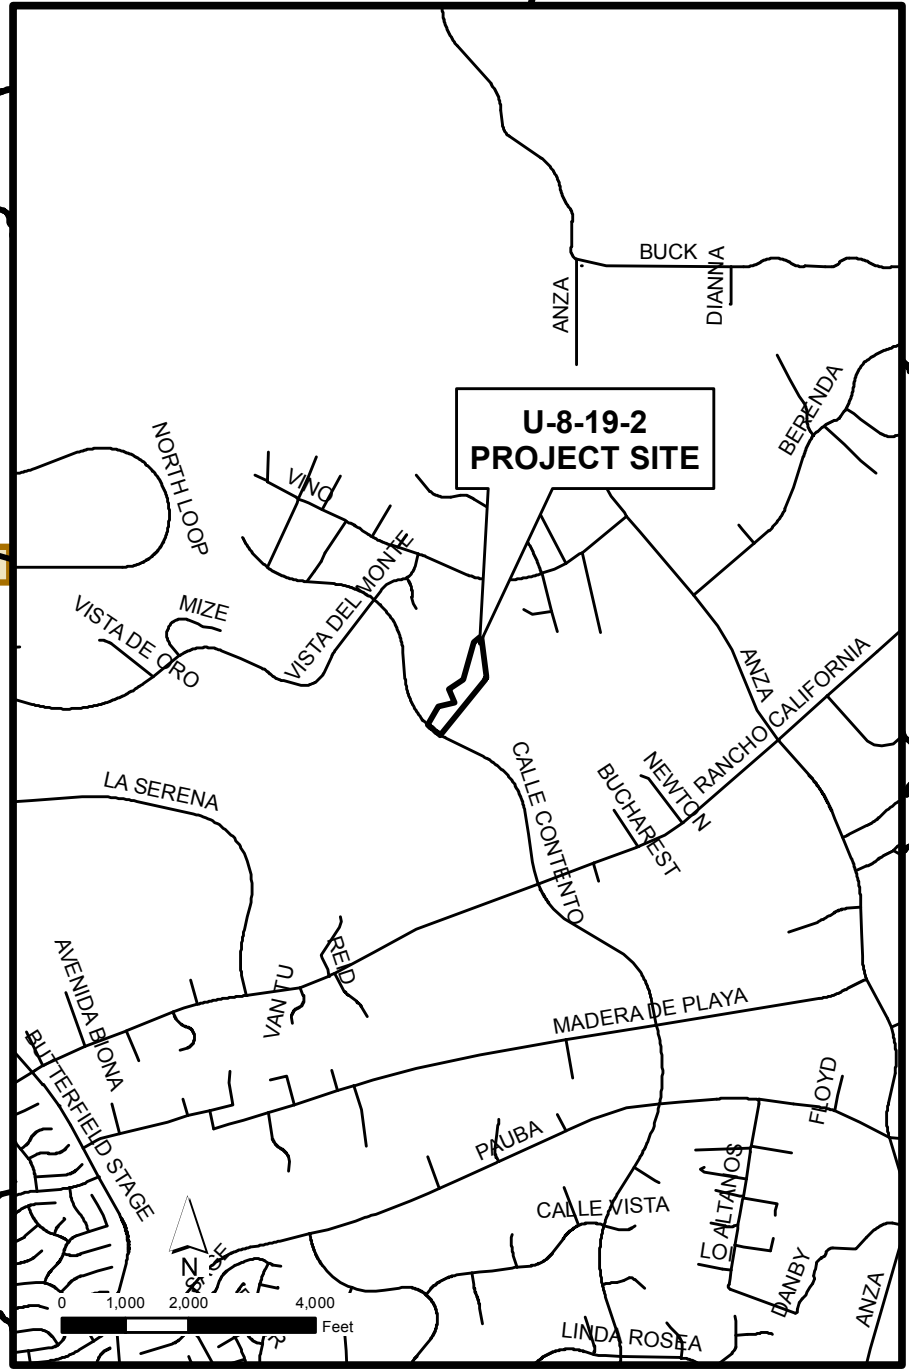 BUCK
DIANNA
ANZA
BERENDA
U-8-19-2
PROJECT SITE
NORTH LOOP
VINO
VISTA DEL MONTE
MIZE
VISTA DE ORO
ANZA
RANCHO CALIFORNIA
NEWTON
BUCHAREST
CALLE CONTENTO
LA SERENA
REID
VAN TU
AVENIDA BIONA
MADERA DE PLAYA
BUTTERFIELD STAGE
FLOYD
PAUBA
ALTANOS
CALLE VISTA
LOI
DANBY
ANZA
LINDA ROSEA
N
0 1,000 2,000 4,000
Feet